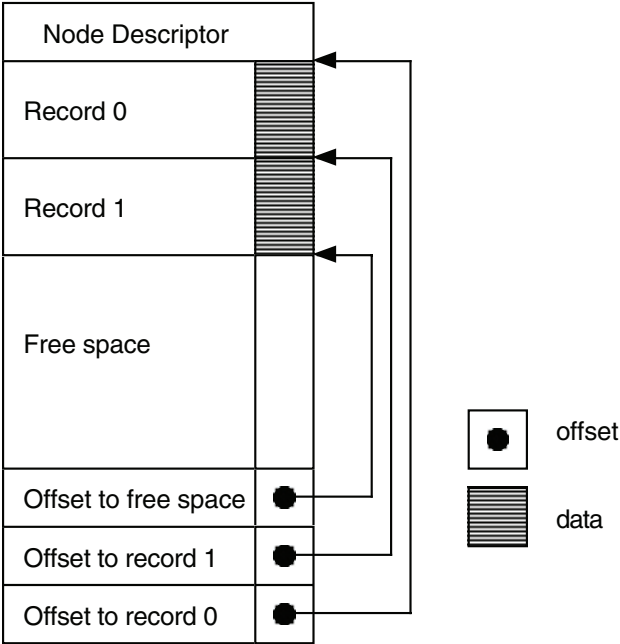 Node Descriptor
Record 0
Record 1
Free space
Offset to free space
Offset to record 1
Offset to record 0
offset
data